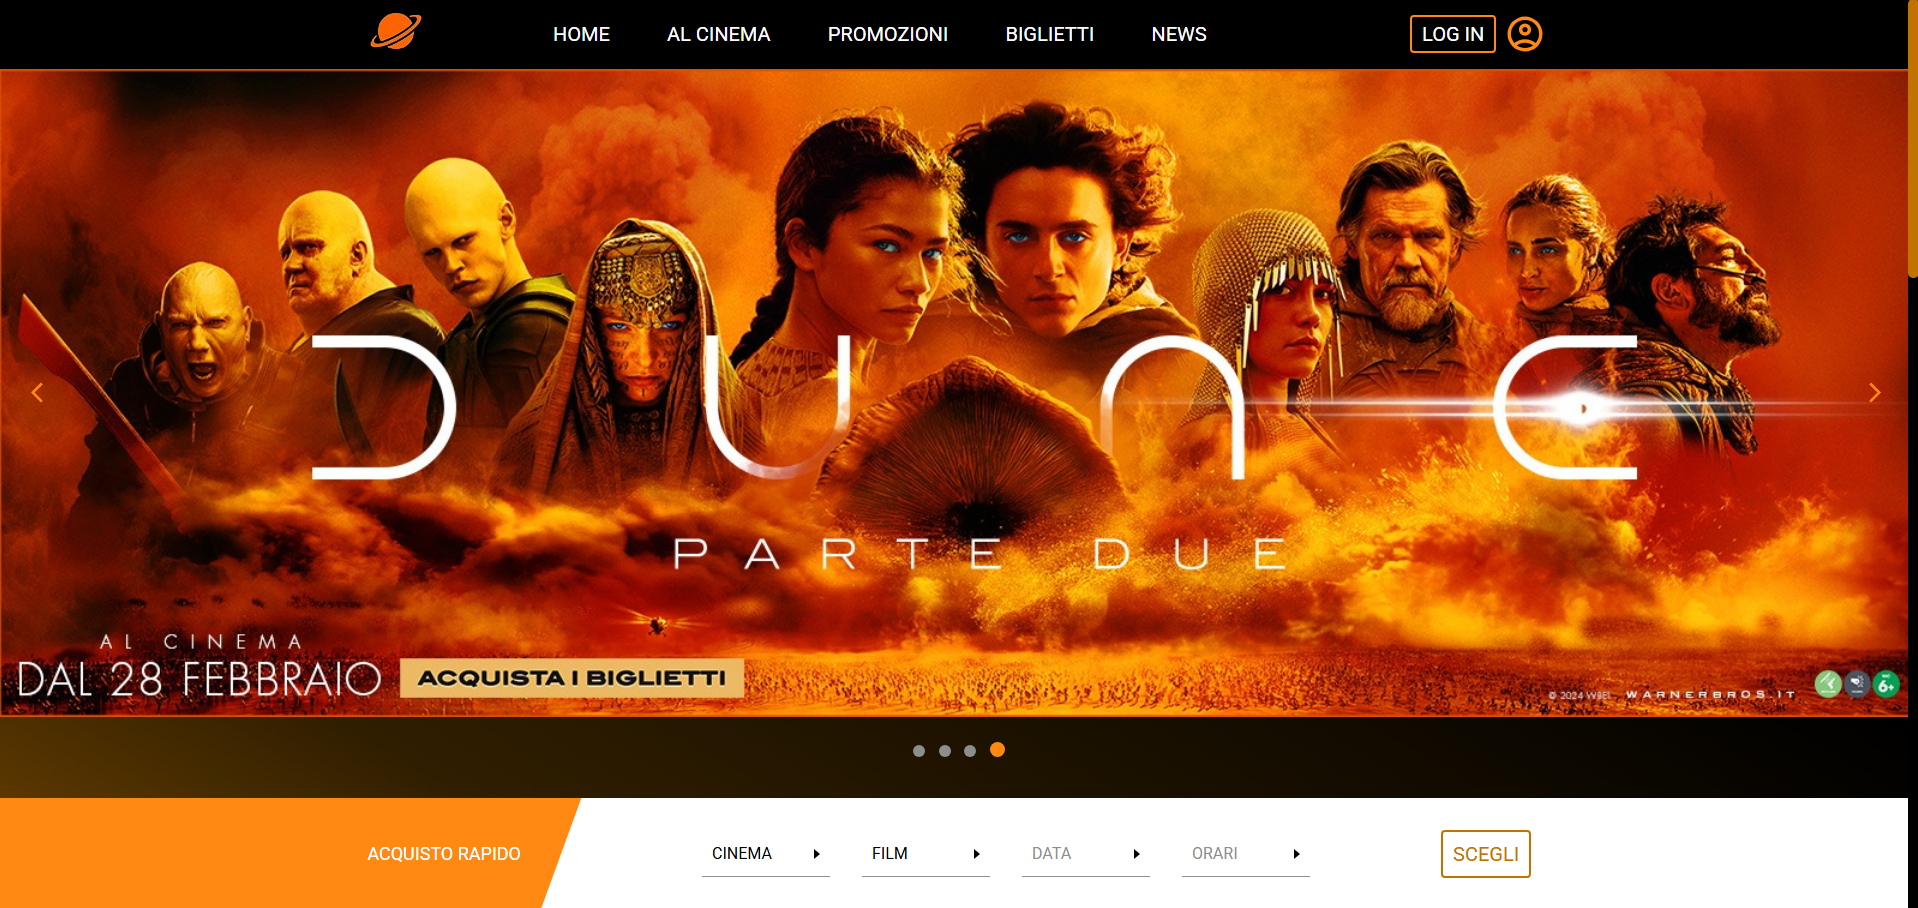 HOME AL CINEMA PROMOZIONI BIGLIETTI NEWS LOG IN
DUNE
PARTE DUE
AL CINEMA
DAL 28 FEBBRAIO
ACQUISTA I BIGLIETTI
© 2024 WBEI WARNERBROS.IT
6+
ACQUISTO RAPIDO CINEMA FILM DATA ORARI SCEGLI